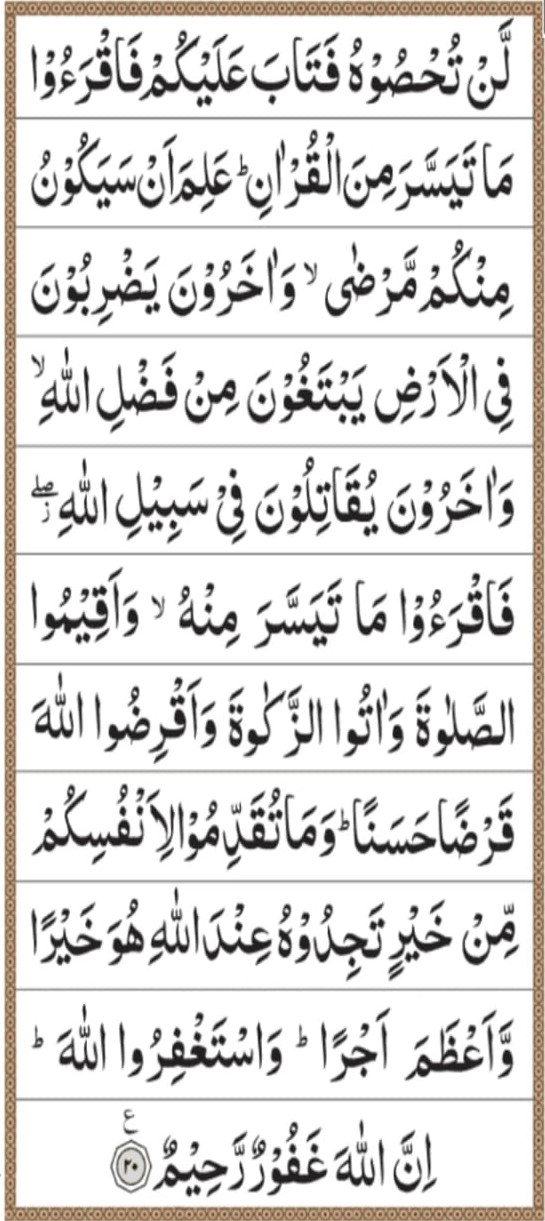 لَّنْ تُحْصُوْهُ فَتَابَ عَلَيْكُمْ فَاقْرَءُوْا
مَا تَيَسَّرَ مِنَ الْقُرْاٰنِ ؕ عَلِمَ اَنْ سَيَكُوْنُ
مِنْكُمْ مَّرْضٰى ۙ وَاٰخَرُوْنَ يَضْرِبُوْنَ
فِي الْاَرْضِ يَبْتَغُوْنَ مِنْ فَضْلِ اللّٰهِ ۙ
وَاٰخَرُوْنَ يُقَاتِلُوْنَ فِيْ سَبِيْلِ اللّٰهِ ۖ ز
فَاقْرَءُوْا مَا تَيَسَّرَ مِنْهُ ۙ وَاَقِيْمُوا
الصَّلٰوةَ وَاٰتُوا الزَّكٰوةَ وَاَقْرِضُوا اللّٰهَ
قَرْضًا حَسَنًا ؕ وَمَا تُقَدِّمُوْا لِاَنْفُسِكُمْ
مِّنْ خَيْرٍ تَجِدُوْهُ عِنْدَ اللّٰهِ هُوَ خَيْرًا
وَّاَعْظَمَ اَجْرًا ؕ وَاسْتَغْفِرُوا اللّٰهَ ؕ
اِنَّ اللّٰهَ غَفُوْرٌ رَّحِيْمٌ ۝۲۰ ع